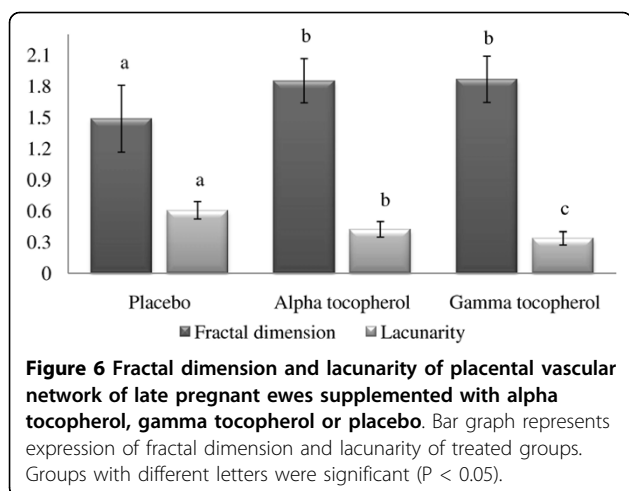 2.1
1.8
1.5
1.2
0.9
0.6
0.3
0
a
a
b
b
b
c
Placebo Alpha tocopherol Gamma tocopherol
Fractal dimension Lacunarity
Figure 6 Fractal dimension and lacunarity of placental vascular
network of late pregnant ewes supplemented with alpha
tocopherol, gamma tocopherol or placebo. Bar graph represents
expression of fractal dimension and lacunarity of treated groups.
Groups with different letters were significant (P < 0.05).